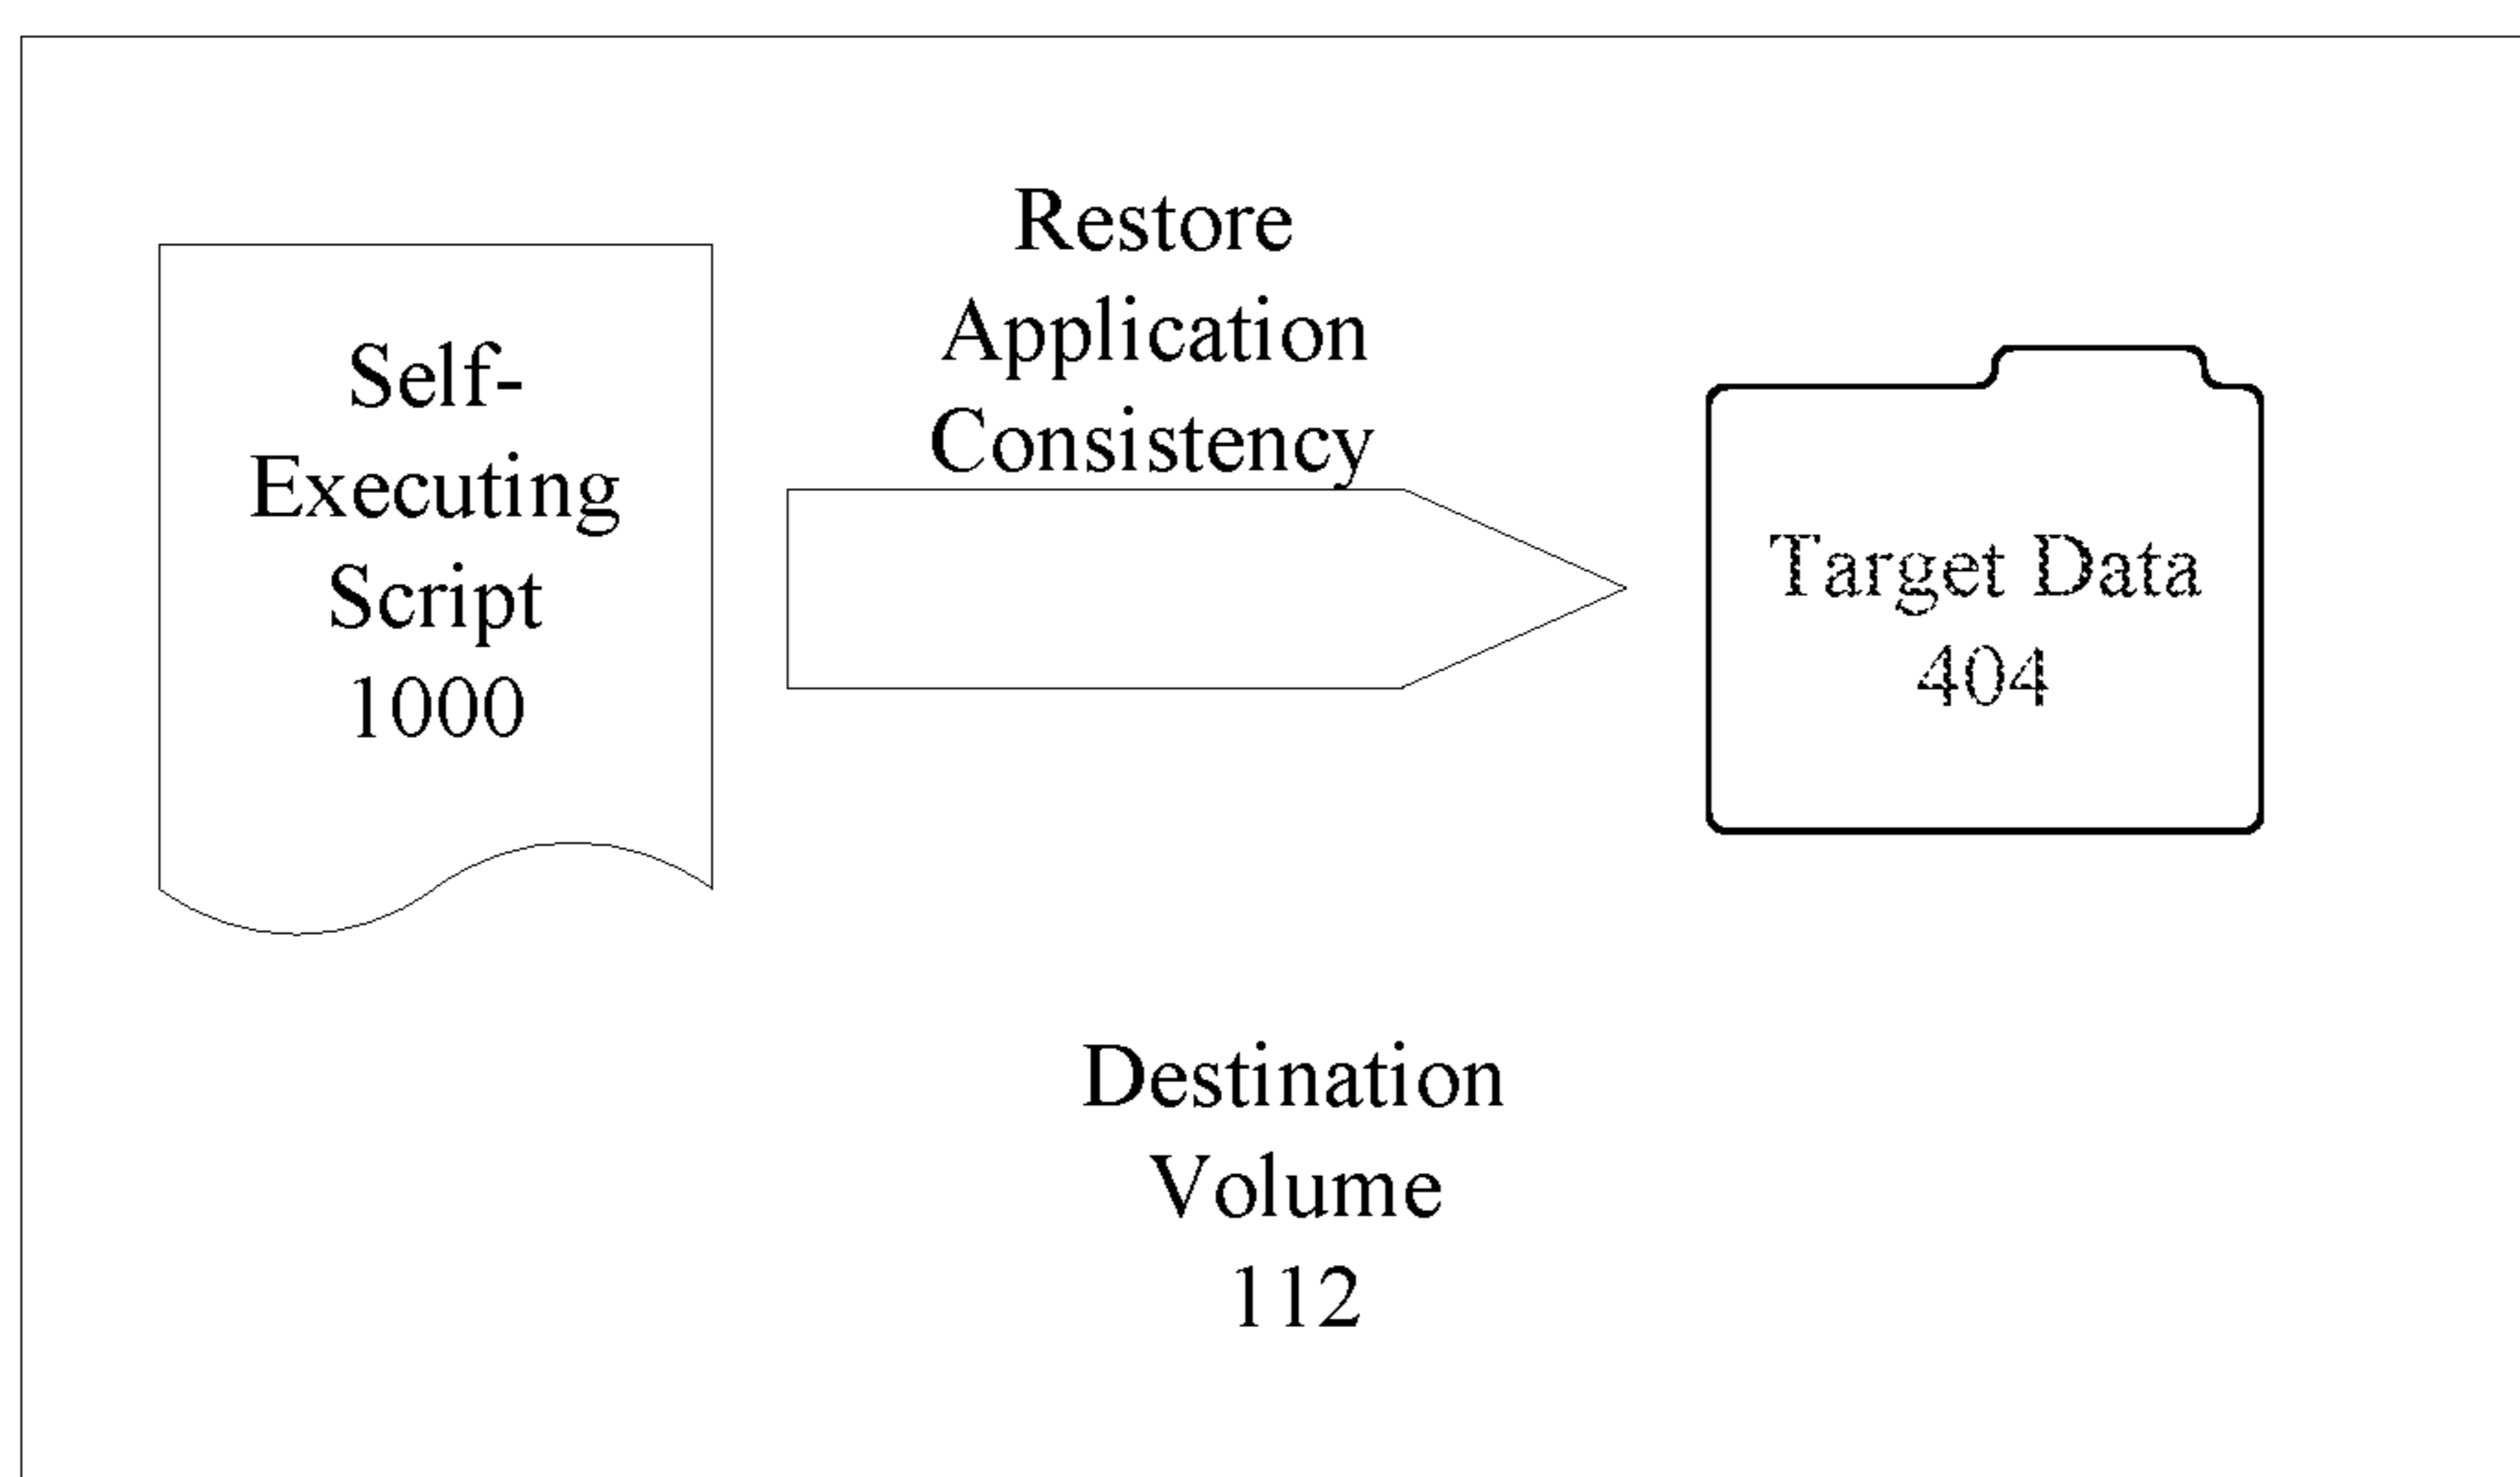 Self-
Executing
Script
1000
Restore
Application
Consistency
Target Data
404
Destination
Volume
112